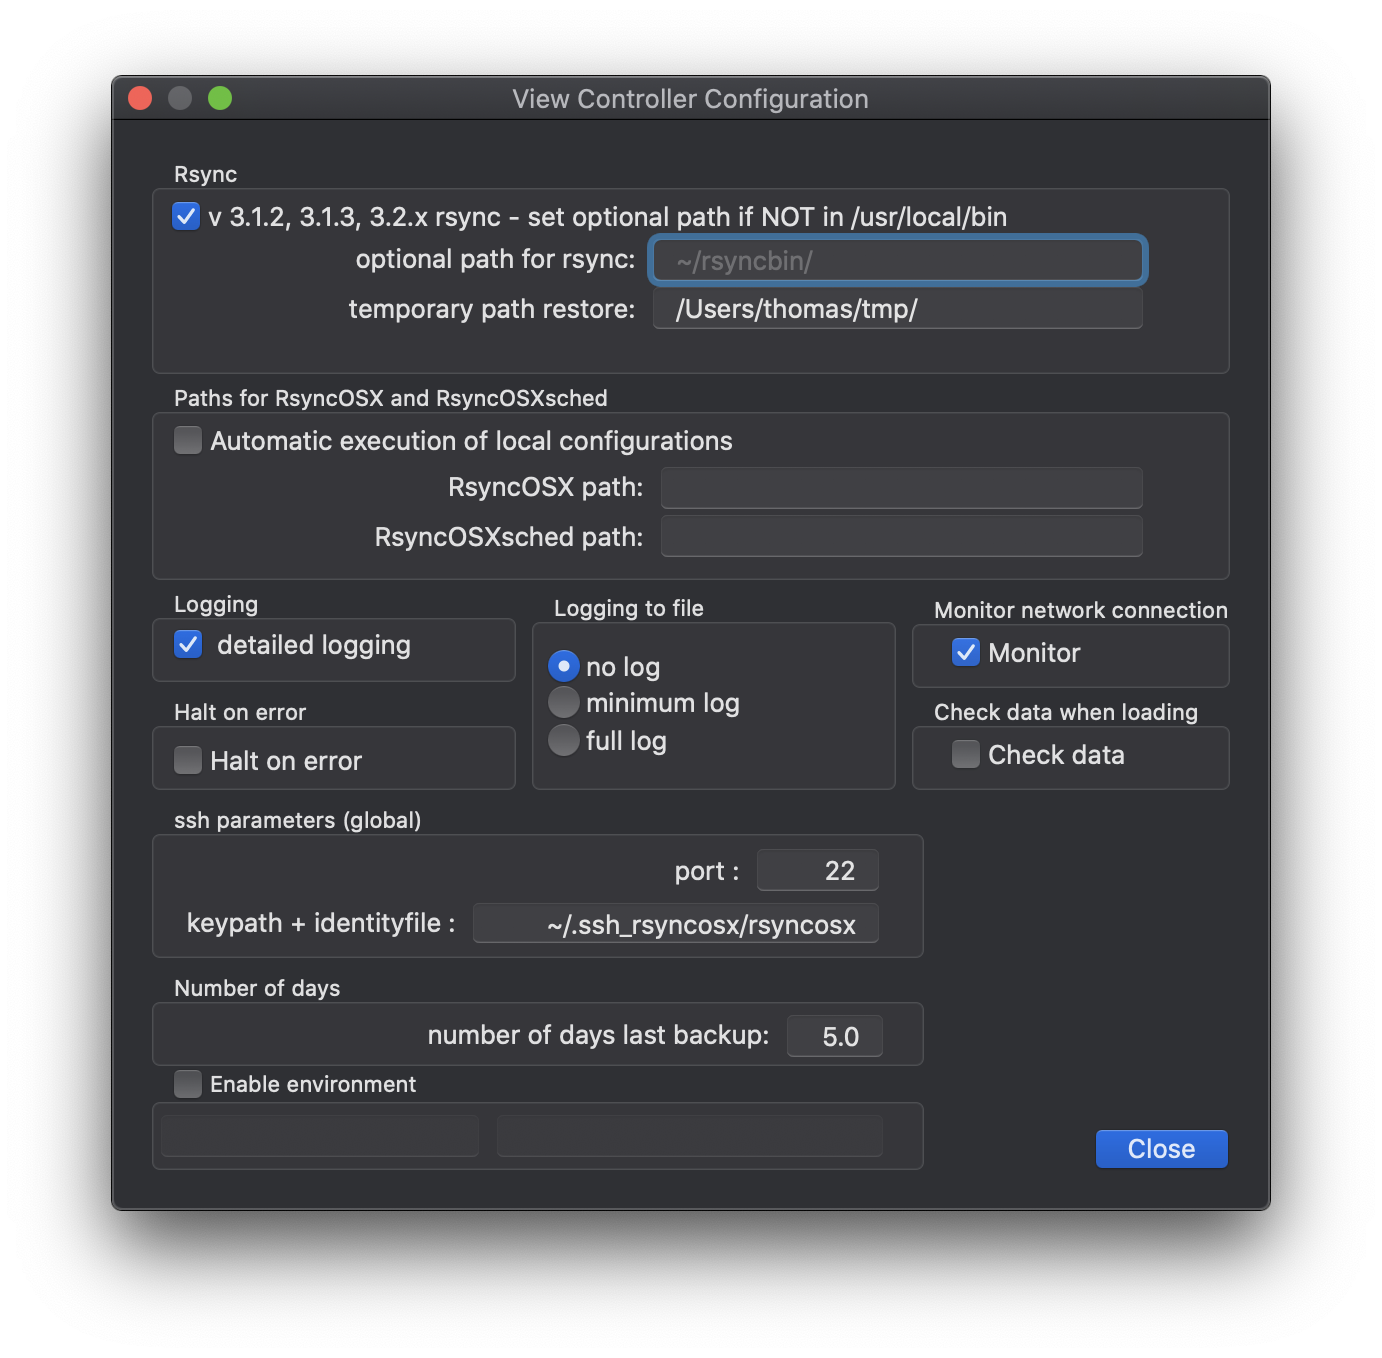 View Controller Configuration
Rsync
v 3.1.2, 3.1.3, 3.2.x rsync - set optional path if NOT in /usr/local/bin
optional path for rsync: ~/rsyncbin/
temporary path restore: /Users/thomas/tmp/
Paths for RsyncOSX and RsyncOSXsched
Automatic execution of local configurations
RsyncOSX path:
RsyncOSXsched path:
Logging
detailed logging
Halt on error
Halt on error
Logging to file
no log
minimum log
full log
Monitor network connection
Monitor
Check data when loading
Check data
ssh parameters (global)
port : 22
keypath + identityfile : ~/.ssh_rsyncosx/rsyncosx
Number of days
number of days last backup: 5.0
Enable environment
Close